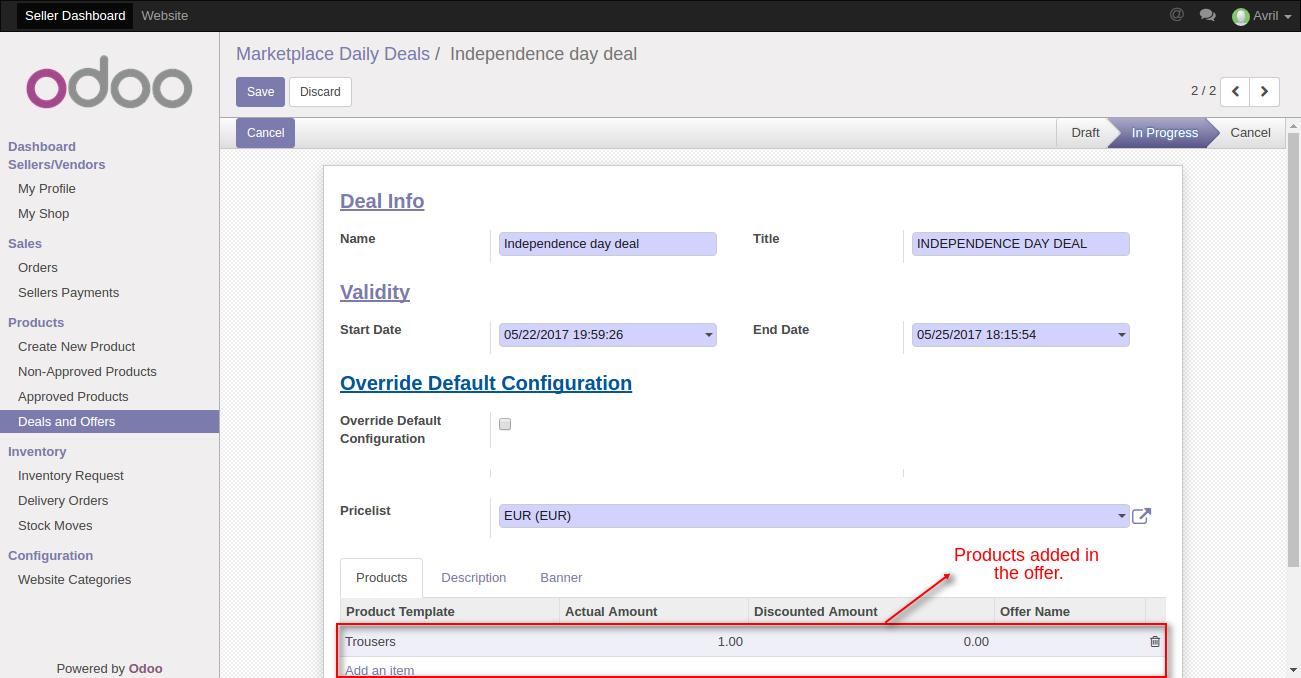 Seller Dashboard Website @ Avril
odoo
Dashboard
Sellers/Vendors
My Profile
My Shop
Sales
Orders
Sellers Payments
Products
Create New Product
Non-Approved Products
Approved Products
Deals and Offers
Inventory
Inventory Request
Delivery Orders
Stock Moves
Configuration
Website Categories
Powered by Odoo
Marketplace Daily Deals / Independence day deal
Save Discard 2 / 2
Cancel Draft In Progress Cancel
Deal Info
Name Independence day deal Title INDEPENDENCE DAY DEAL
Validity
Start Date 05/22/2017 19:59:26 End Date 05/25/2017 18:15:54
Override Default Configuration
Override Default
Configuration
Pricelist EUR (EUR)
Products added in
the offer.
Products Description Banner
Product Template Actual Amount Discounted Amount Offer Name
Trousers 1.00 0.00
Add an item